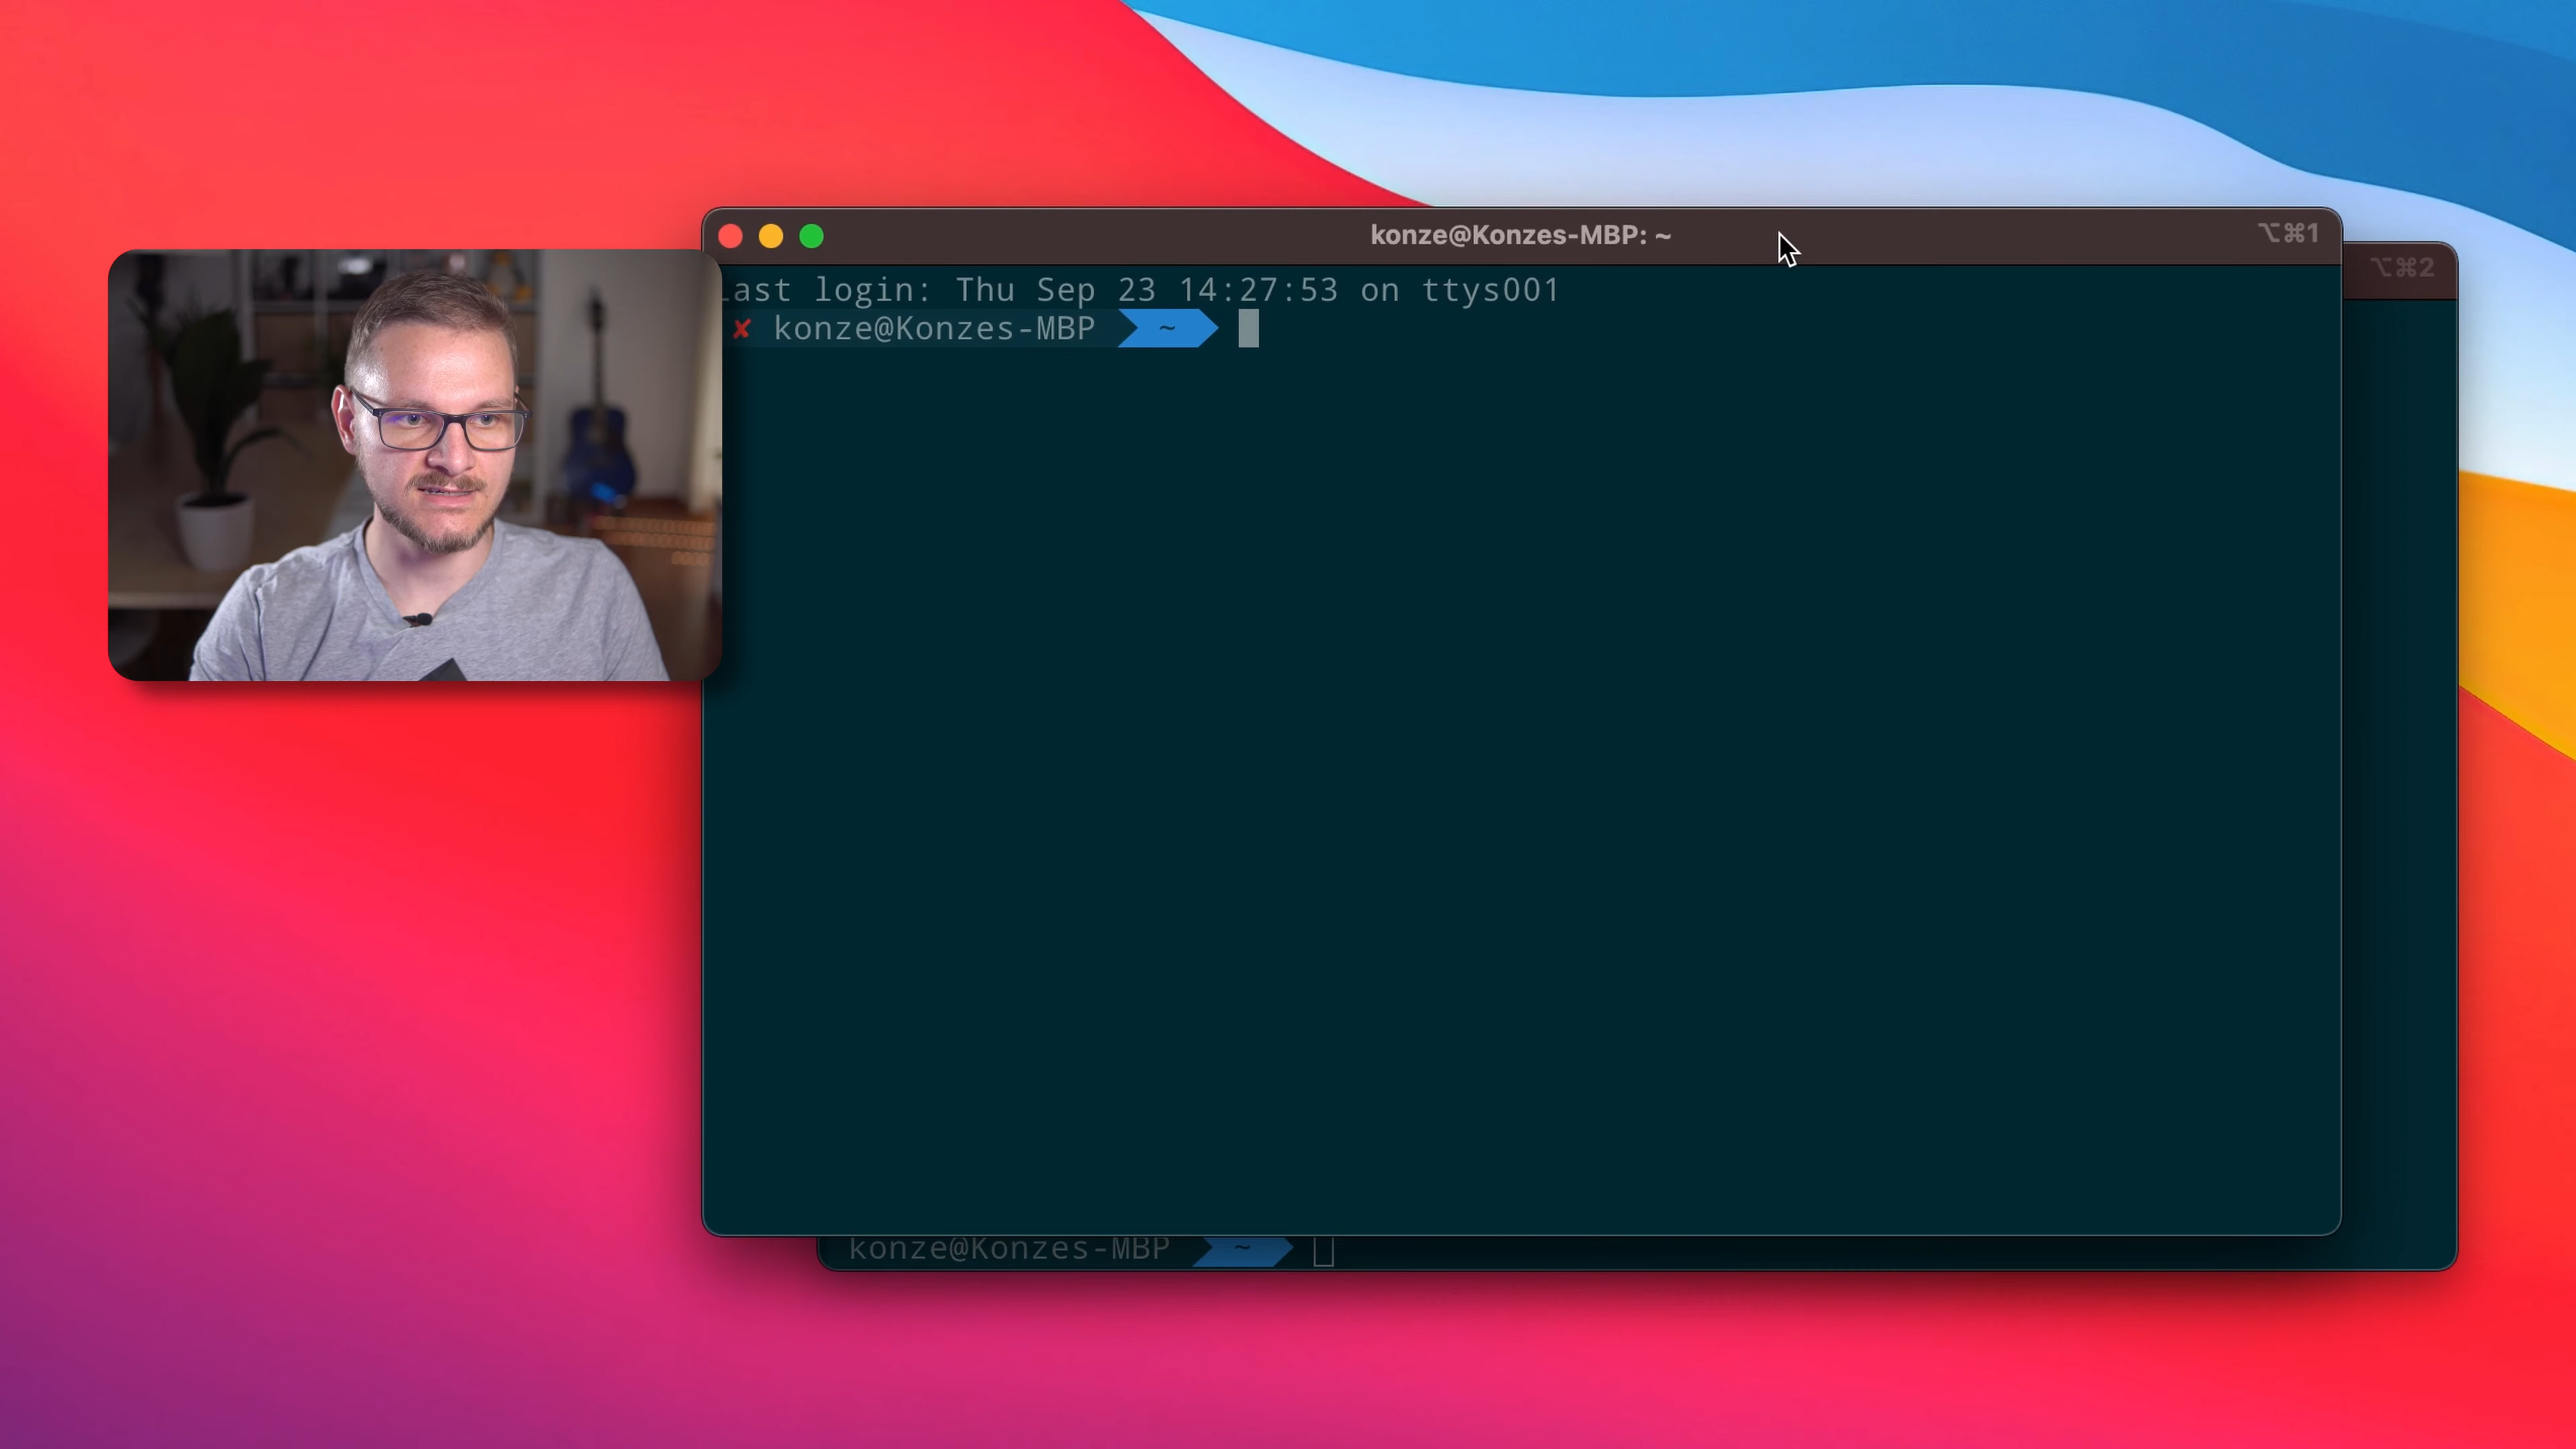 konze@Konzes-MBP: ~
⌥⌘1
⌥⌘2
Last login: Thu Sep 23 14:27:53 on ttys001
✘ konze@Konzes-MBP ~
konze@Konzes-MBP ~